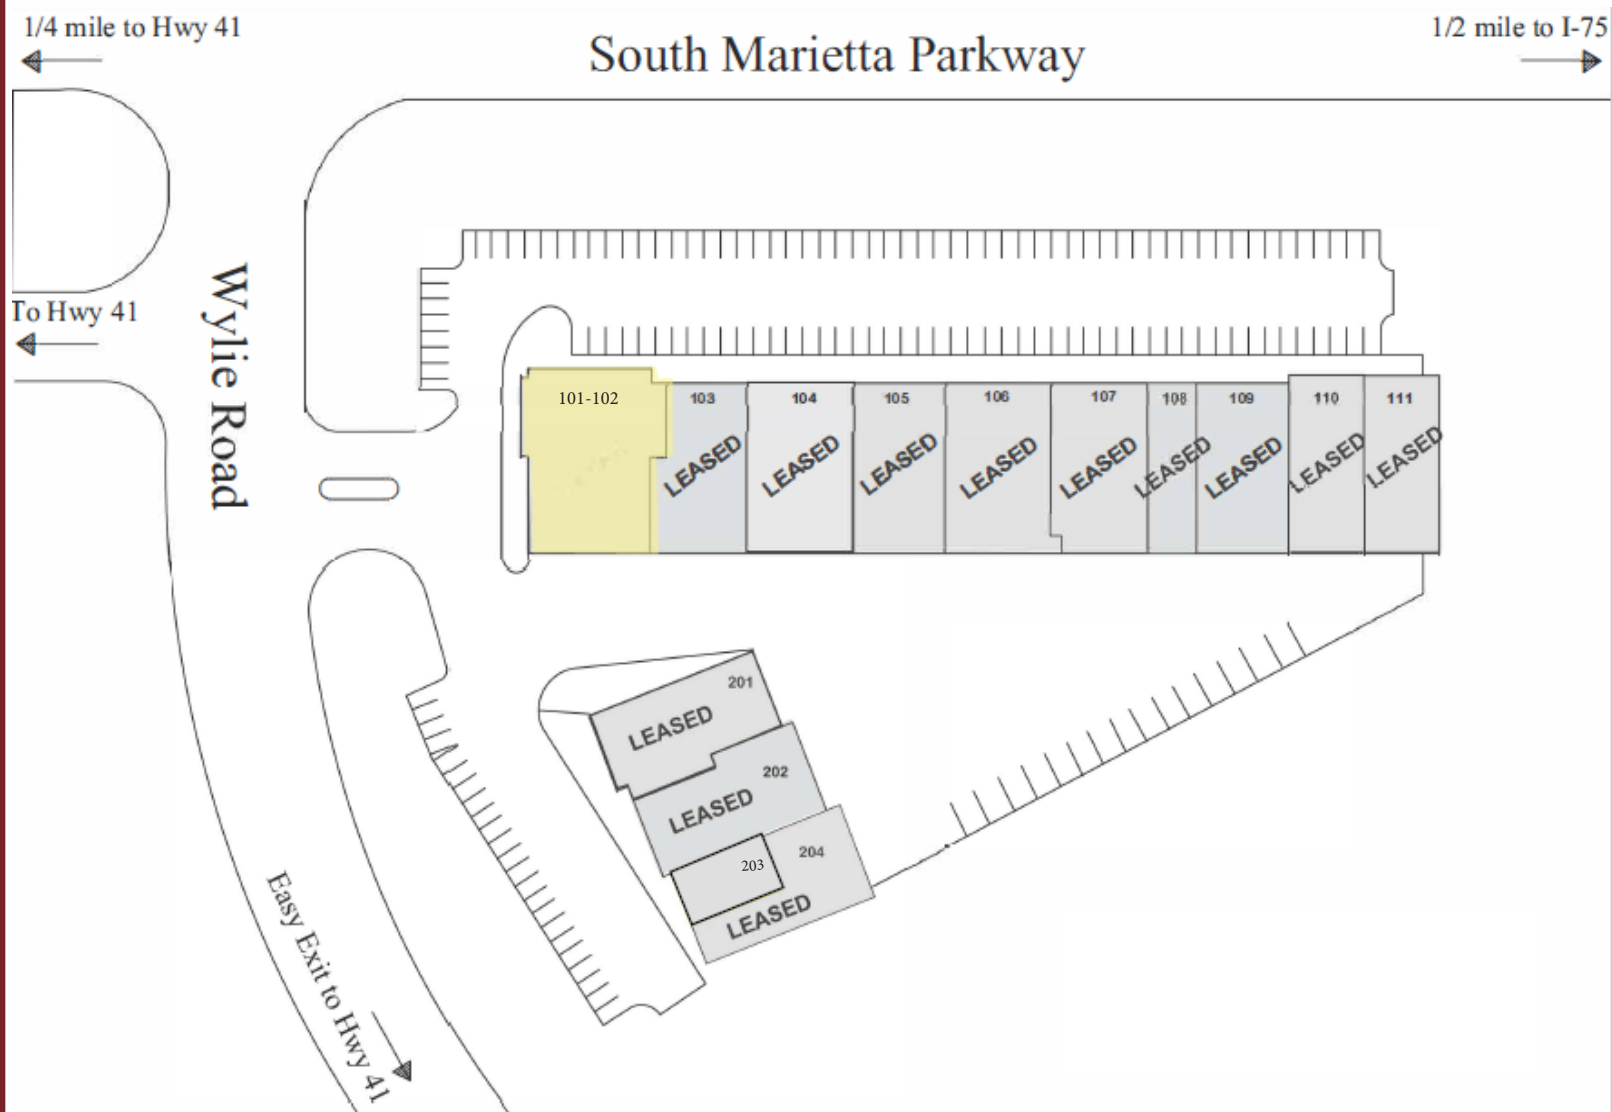 1/4 mile to Hwy 41
1/2 mile to I-75
South Marietta Parkway
To Hwy 41
Wylie Road
101-102
103
LEASED
104
LEASED
105
LEASED
106
LEASED
107
LEASED
108
LEASED
109
LEASED
110
LEASED
111
LEASED
201
LEASED
202
LEASED
203
204
LEASED
Easy Exit to Hwy 41